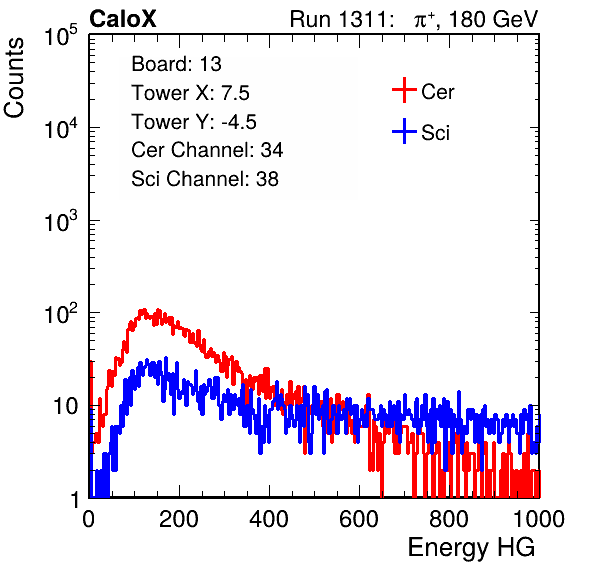 CaloX Run 1311: π⁺, 180 GeV
Counts
10⁵
Board: 13
Tower X: 7.5
Tower Y: -4.5
Cer Channel: 34
Sci Channel: 38
Cer
Sci
10⁴
10³
10²
10
1
0 200 400 600 800 1000
Energy HG